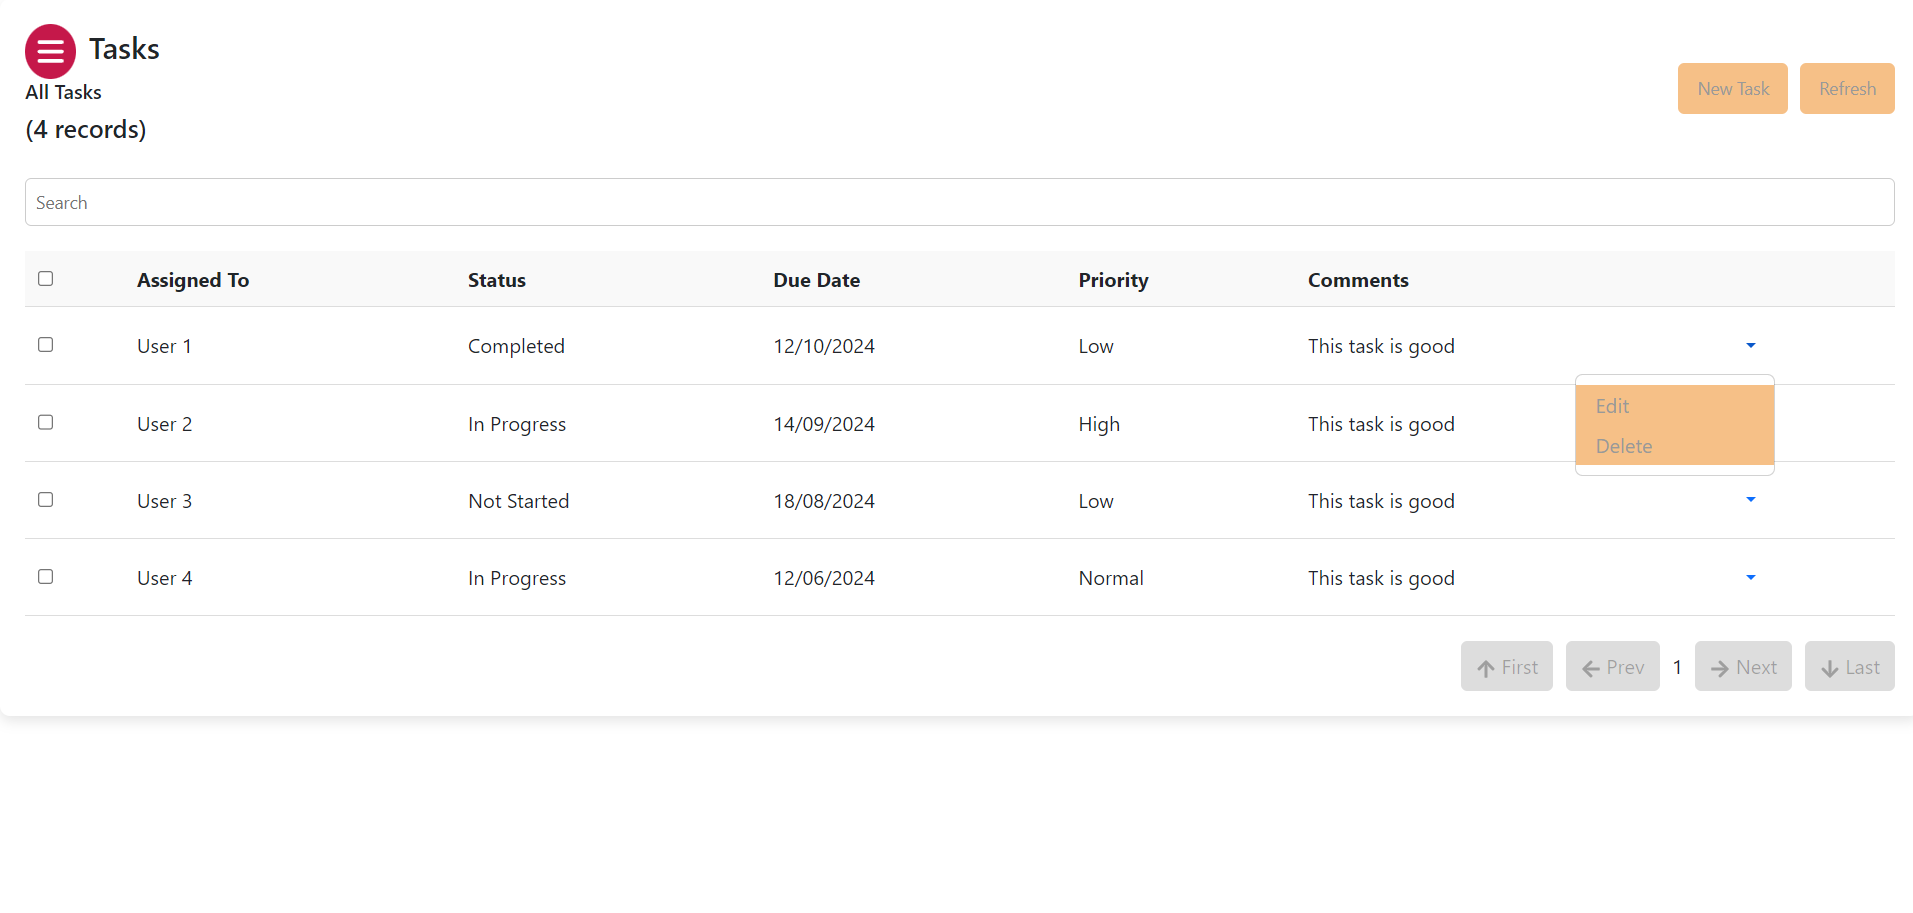 Tasks
All Tasks
(4 records)
New Task Refresh
Search
Assigned To Status Due Date Priority Comments
User 1 Completed 12/10/2024 Low This task is good
User 2 In Progress 14/09/2024 High This task is good
Edit
Delete
User 3 Not Started 18/08/2024 Low This task is good
User 4 In Progress 12/06/2024 Normal This task is good
First Prev 1 Next Last